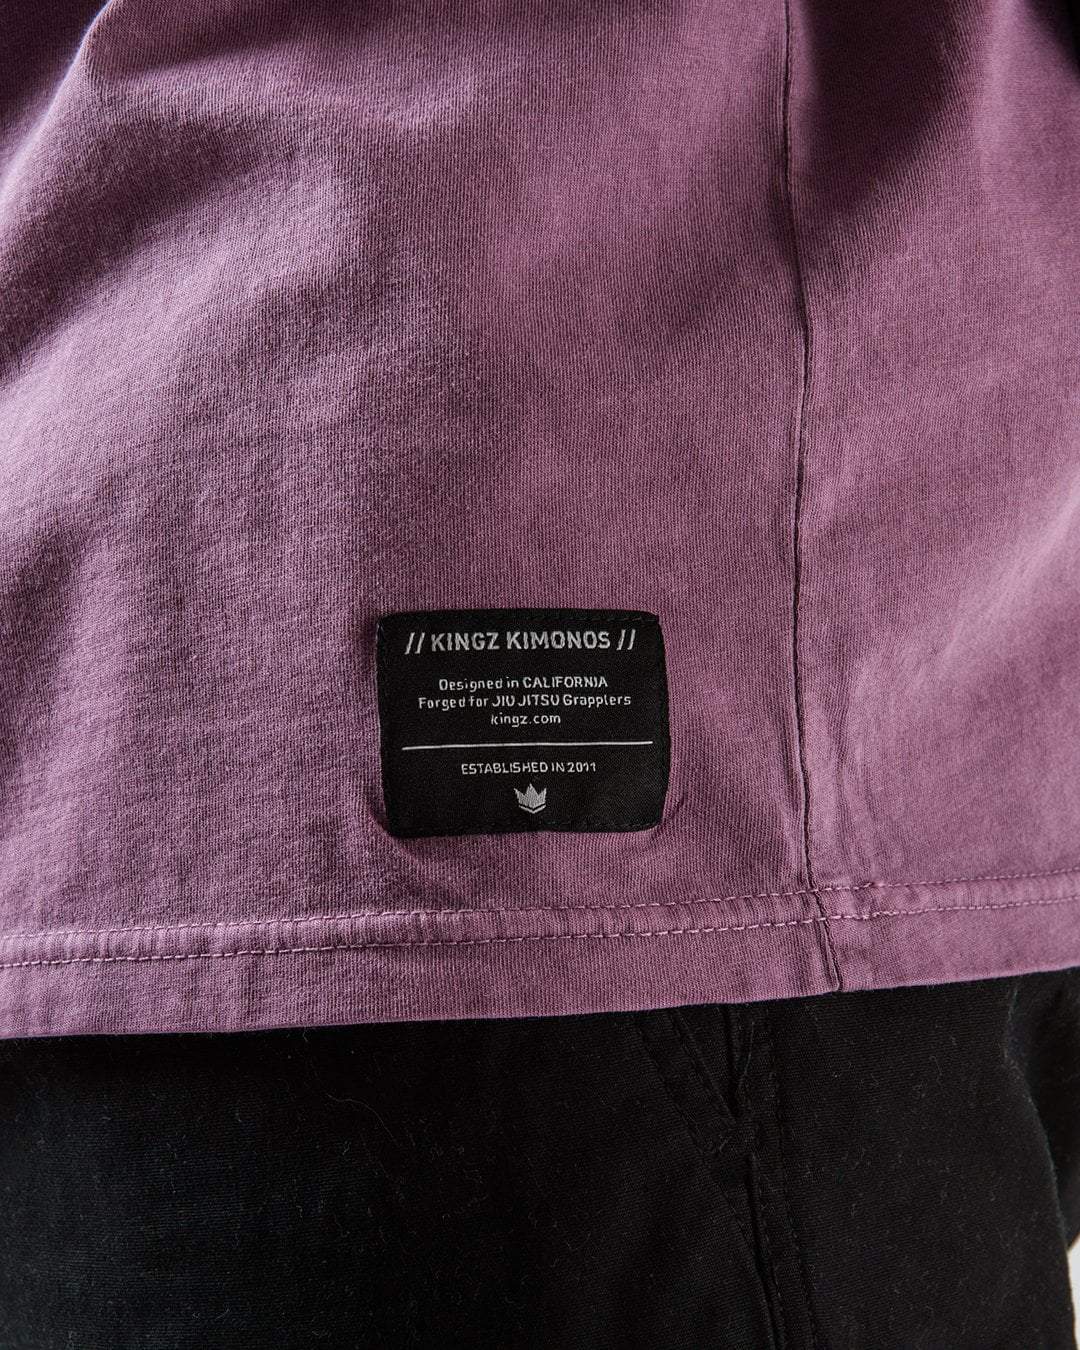 // KINGZ KIMONOS //
Designed in CALIFORNIA
Forged for JIU JITSU Grapplers
kingz.com
ESTABLISHED IN 2011